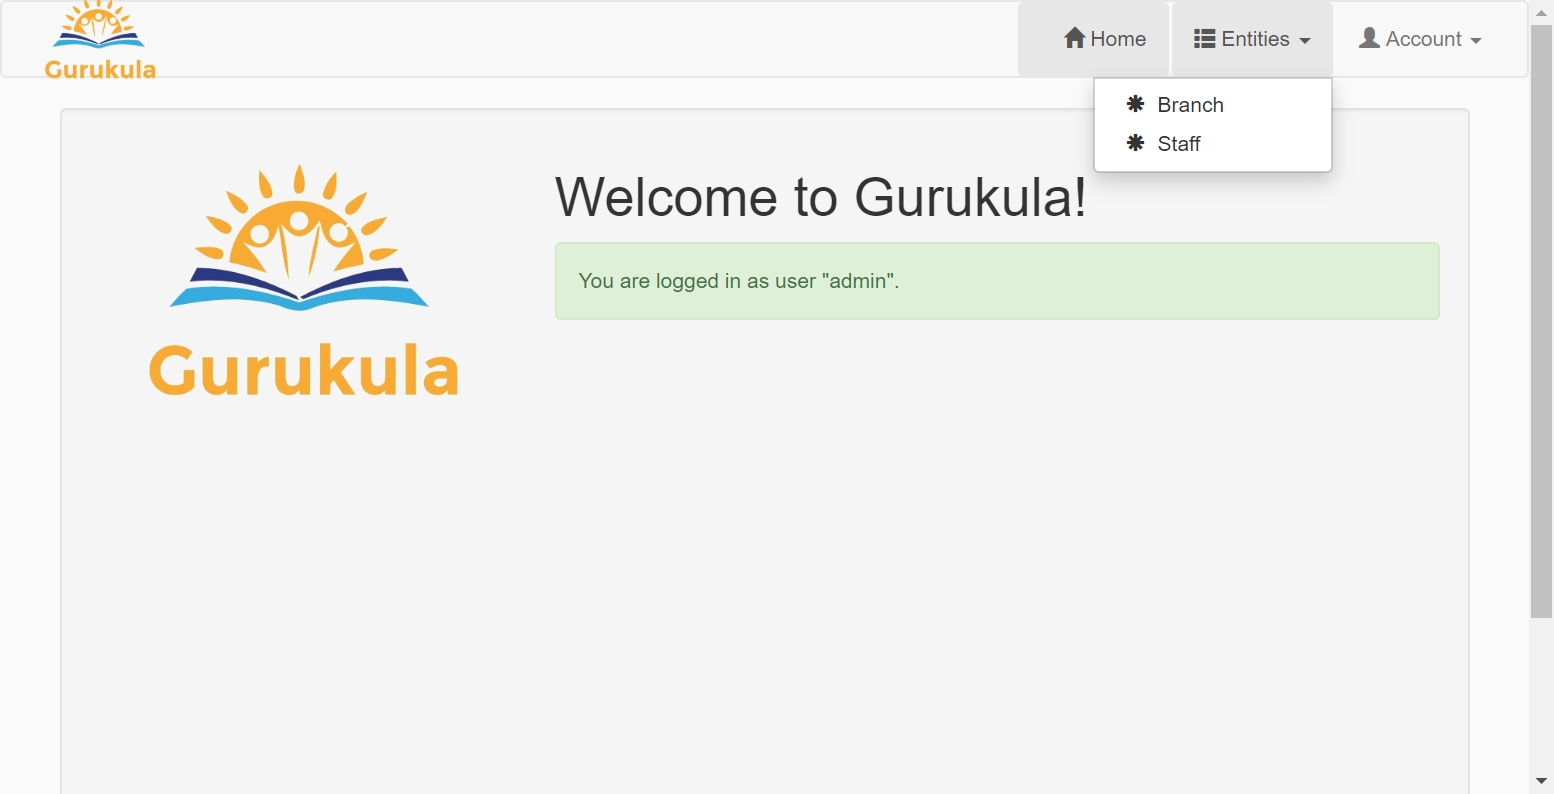 Gurukula
Home
Entities
Account
Branch
Staff
Welcome to Gurukula!
You are logged in as user "admin".
Gurukula